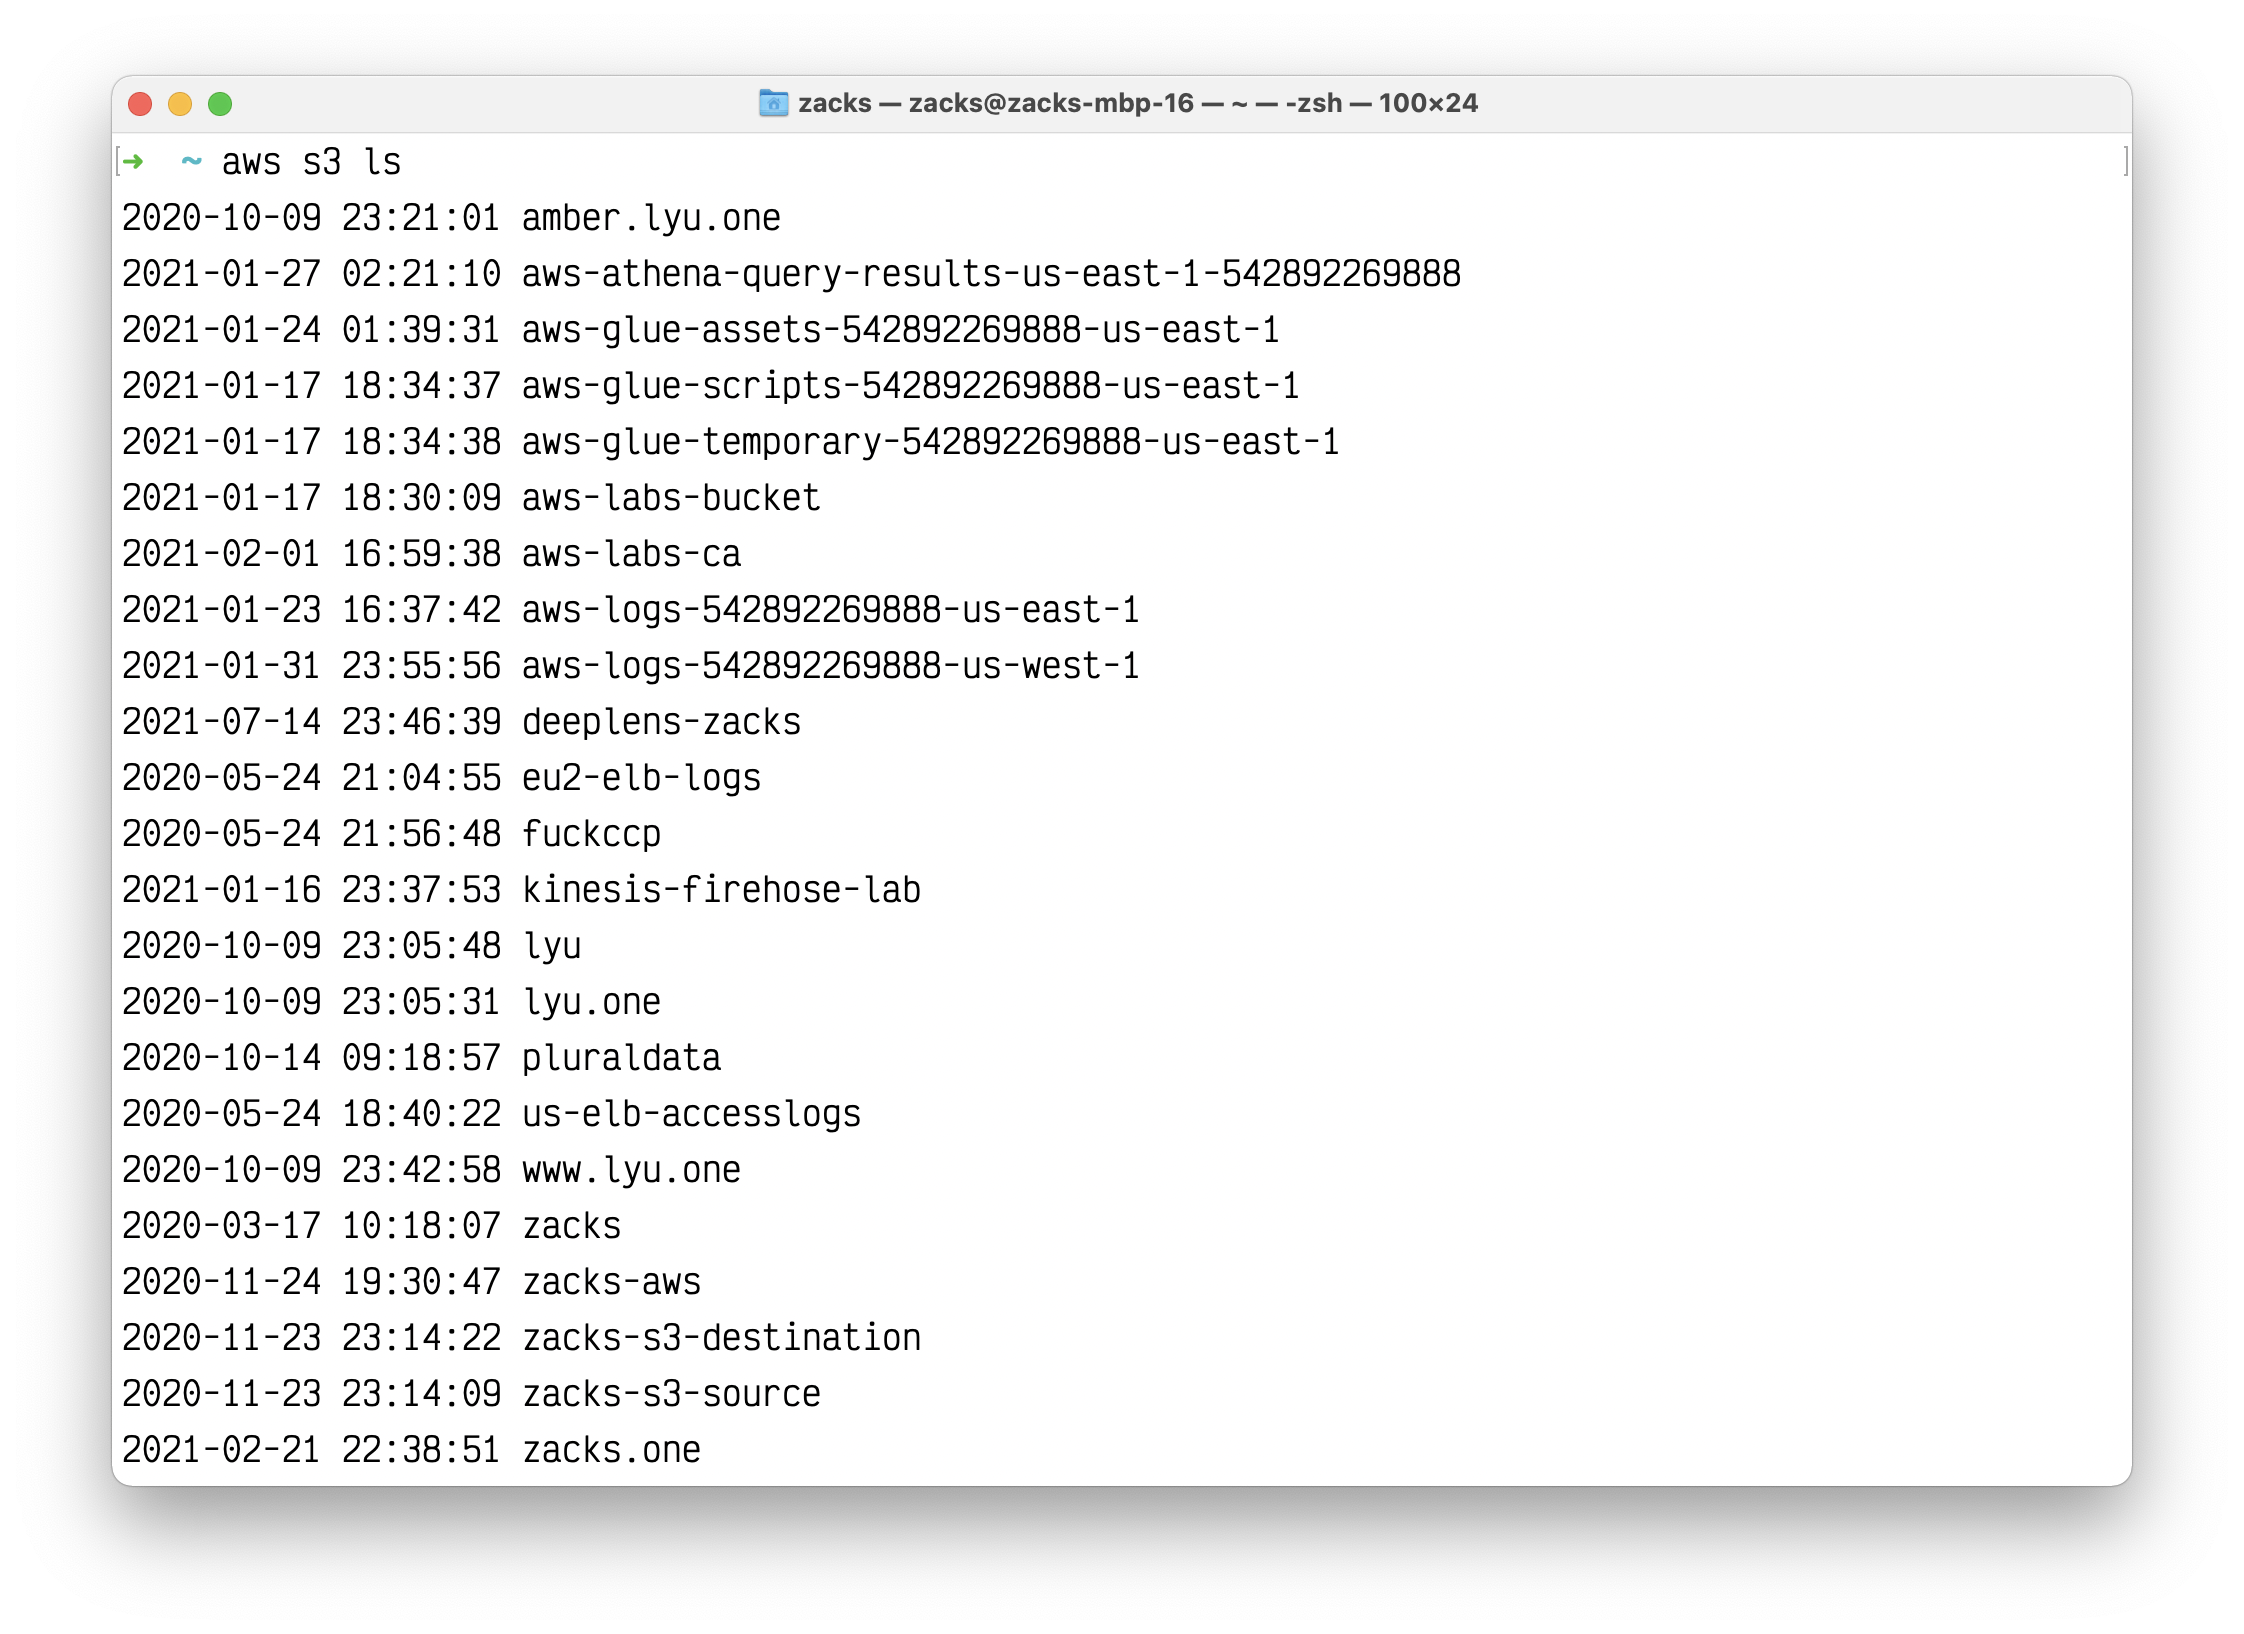 zacks — zacks@zacks-mbp-16 — ~ — -zsh — 100×24
➜  ~ aws s3 ls
2020-10-09 23:21:01 amber.lyu.one
2021-01-27 02:21:10 aws-athena-query-results-us-east-1-542892269888
2021-01-24 01:39:31 aws-glue-assets-542892269888-us-east-1
2021-01-17 18:34:37 aws-glue-scripts-542892269888-us-east-1
2021-01-17 18:34:38 aws-glue-temporary-542892269888-us-east-1
2021-01-17 18:30:09 aws-labs-bucket
2021-02-01 16:59:38 aws-labs-ca
2021-01-23 16:37:42 aws-logs-542892269888-us-east-1
2021-01-31 23:55:56 aws-logs-542892269888-us-west-1
2021-07-14 23:46:39 deeplens-zacks
2020-05-24 21:04:55 eu2-elb-logs
2020-05-24 21:56:48 fuckccp
2021-01-16 23:37:53 kinesis-firehose-lab
2020-10-09 23:05:48 lyu
2020-10-09 23:05:31 lyu.one
2020-10-14 09:18:57 pluraldata
2020-05-24 18:40:22 us-elb-accesslogs
2020-10-09 23:42:58 www.lyu.one
2020-03-17 10:18:07 zacks
2020-11-24 19:30:47 zacks-aws
2020-11-23 23:14:22 zacks-s3-destination
2020-11-23 23:14:09 zacks-s3-source
2021-02-21 22:38:51 zacks.one